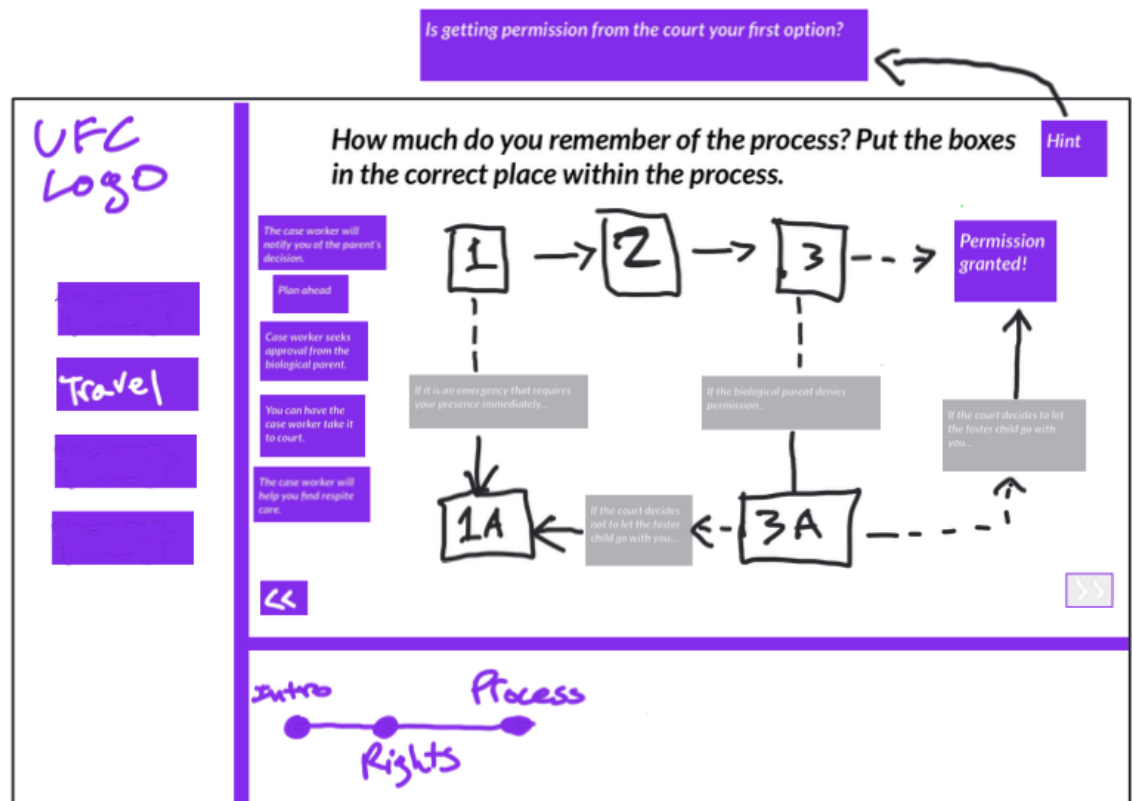 Is getting permission from the court your first option?
UFC
Logo
How much do you remember of the process? Put the boxes
in the correct place within the process.
Hint
The case worker will
notify you of the parent's
decision.
Plan ahead
Case worker seeks
approval from the
biological parent.
You can have the
case worker take it
to court.
The case worker will
help you find respite
care.
Travel
1
2
3
Permission
granted!
If it is an emergency that requires
your presence immediately...
If the biological parent denies
permission.
If the court decides to let
the foster child go with
you...
1A
If the court decides
not to let the foster
child go with you...
3A
<<
>>
Intro
Rights
Process